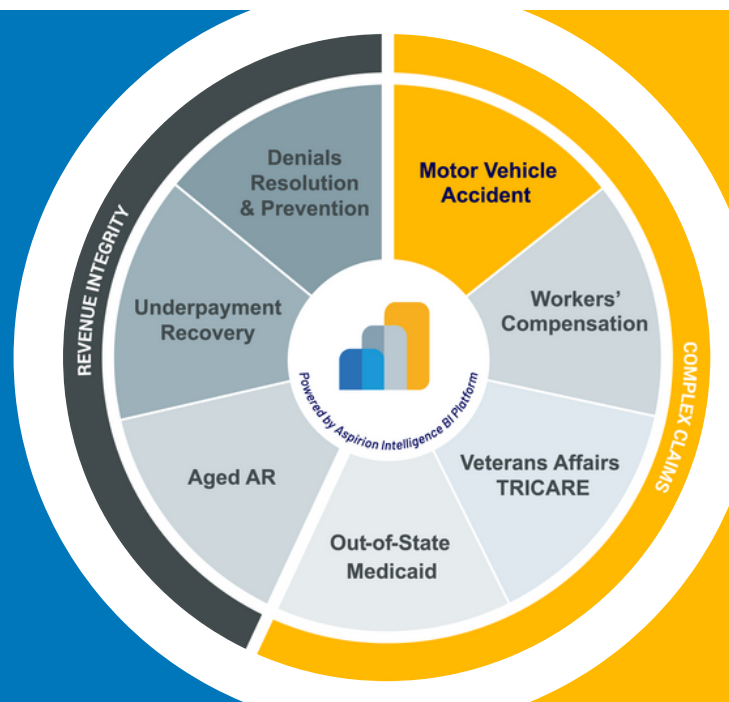 REVENUE INTEGRITY
Denials
Resolution
& Prevention
Underpayment
Recovery
Aged AR
COMPLEX CLAIMS
Motor Vehicle
Accident
Workers’
Compensation
Veterans Affairs
TRICARE
Out-of-State
Medicaid
Powered by Aspirion Intelligence BI Platform